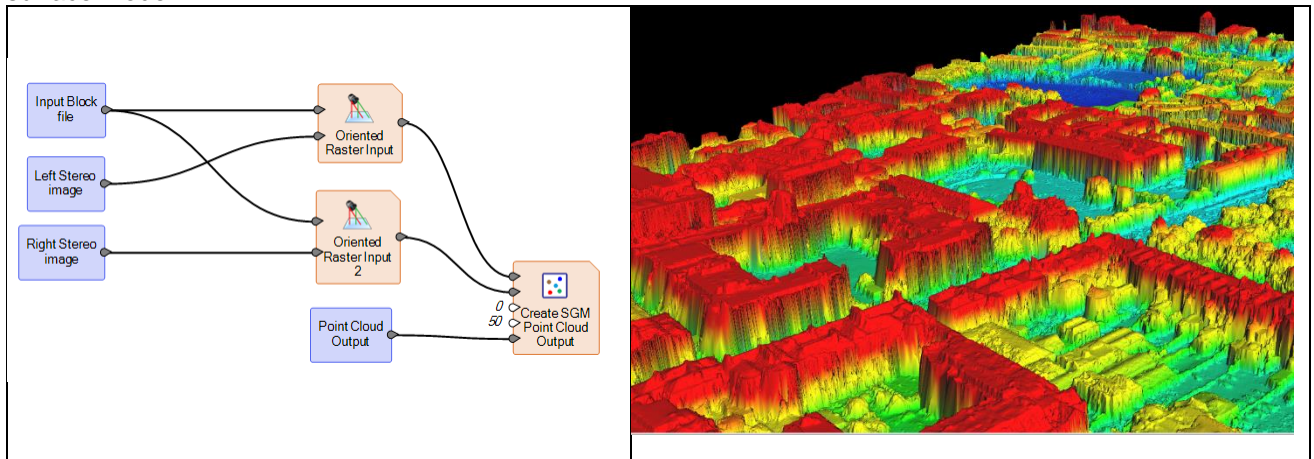 Input Block
file
Left Stereo
image
Right Stereo
image
Oriented
Raster Input
Oriented
Raster Input
2
Point Cloud
Output
0
50
Create SGM
Point Cloud
Output